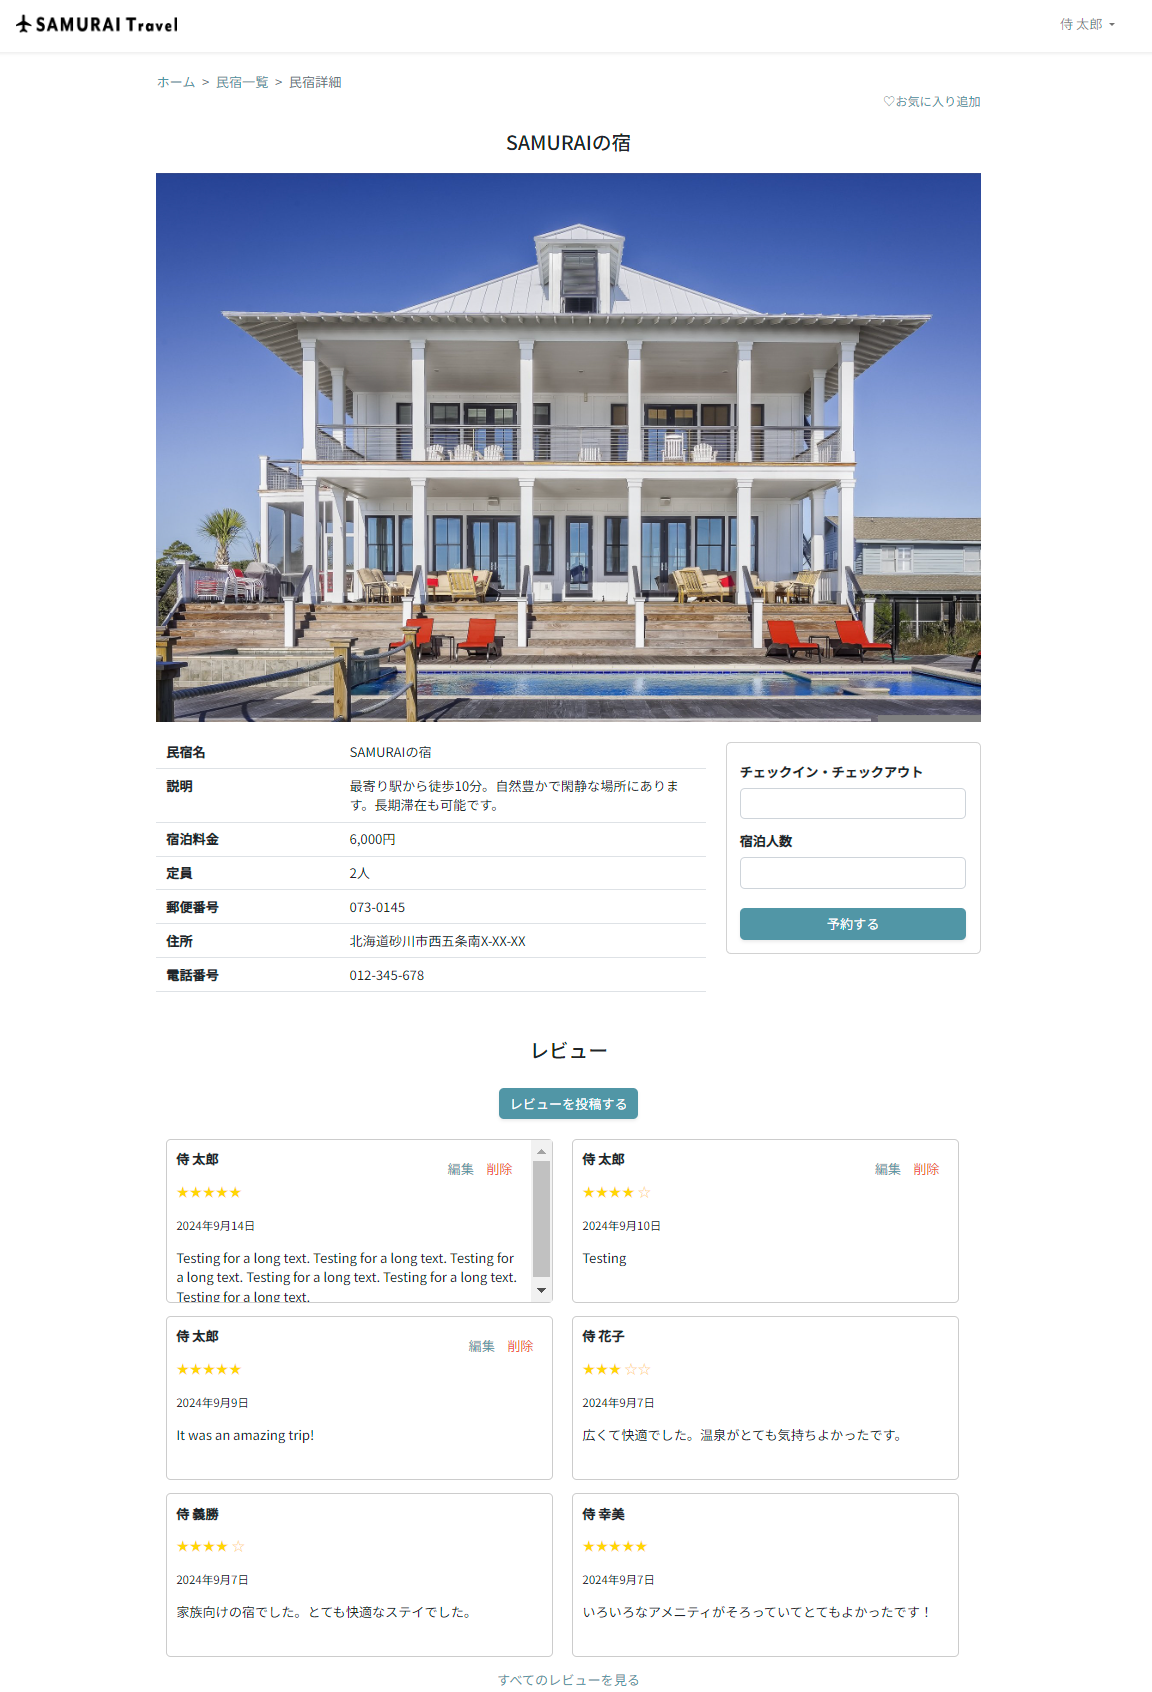 SAMURAI Travel
侍 太郎
ホーム > 民宿一覧 > 民宿詳細
♡お気に入り追加
SAMURAIの宿
民宿名 SAMURAIの宿
説明 最寄り駅から徒歩10分。自然豊かで閑静な場所にありま
す。長期滞在も可能です。
宿泊料金 6,000円
定員 2人
郵便番号 073-0145
住所 北海道砂川市西五条南X-XX-XX
電話番号 012-345-678
チェックイン・チェックアウト
宿泊人数
予約する
レビュー
レビューを投稿する
侍 太郎
編集 削除
★★★★★
2024年9月14日
Testing for a long text. Testing for a long text. Testing for
a long text. Testing for a long text. Testing for a long text.
Testing for a long text.
侍 太郎
編集 削除
★★★★☆
2024年9月10日
Testing
侍 太郎
編集 削除
★★★★★
2024年9月9日
It was an amazing trip!
侍 花子
★★★☆☆
2024年9月7日
広くて快適でした。温泉がとても気持ちよかったです。
侍 義勝
★★★★☆
2024年9月7日
家族向けの宿でした。とても快適なステイでした。
侍 幸美
★★★★★
2024年9月7日
いろいろなアメニティがそろっていてとてもよかったです！
すべてのレビューを見る